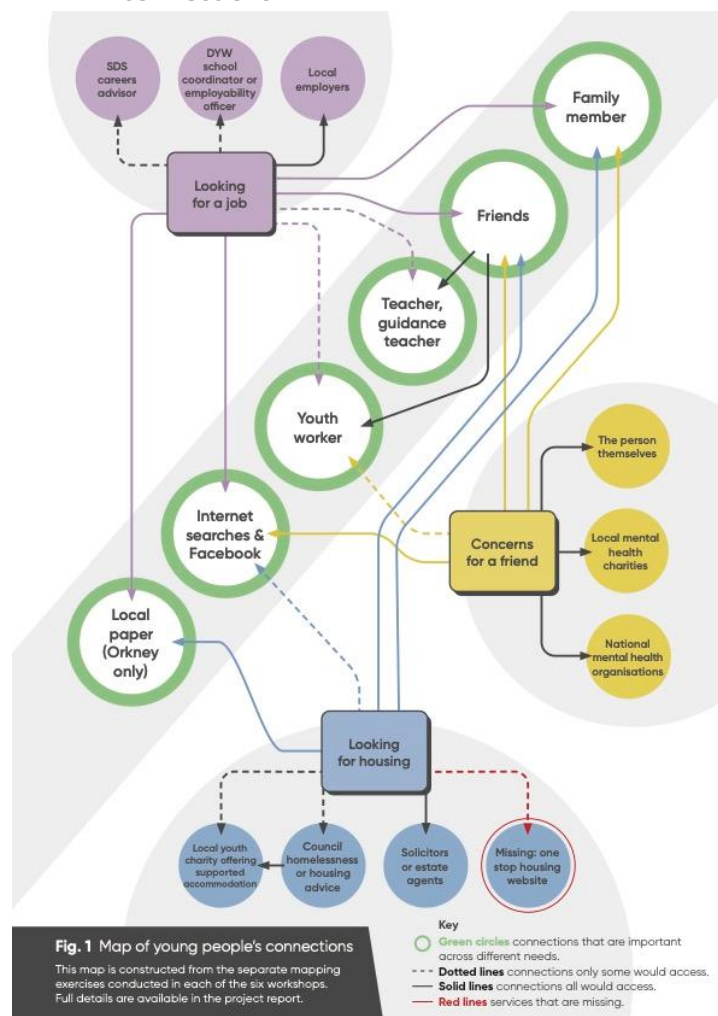 SDS
careers
advisor
DYW
school
coordinator or
employability
officer
Local
employers
Family
member
Looking
for a job
Friends
Teacher,
guidance
teacher
Youth
worker
The person
themselves
Internet
searches &
Facebook
Concerns
for a friend
Local mental
health
charities
Local
paper
(Orkney
only)
National
mental health
organisations
Looking
for housing
Local youth
charity offering
supported
accommodation
Council
homelessness
or housing
advice
Solicitors
or estate
agents
Missing: one
stop housing
website
Fig. 1 Map of young people's connections
This map is constructed from the separate mapping
exercises conducted in each of the six workshops.
Full details are available in the project report.
Key
Green circles connections that are important
across different needs.
Dotted lines connections only some would access.
Solid lines connections all would access.
Red lines services that are missing.